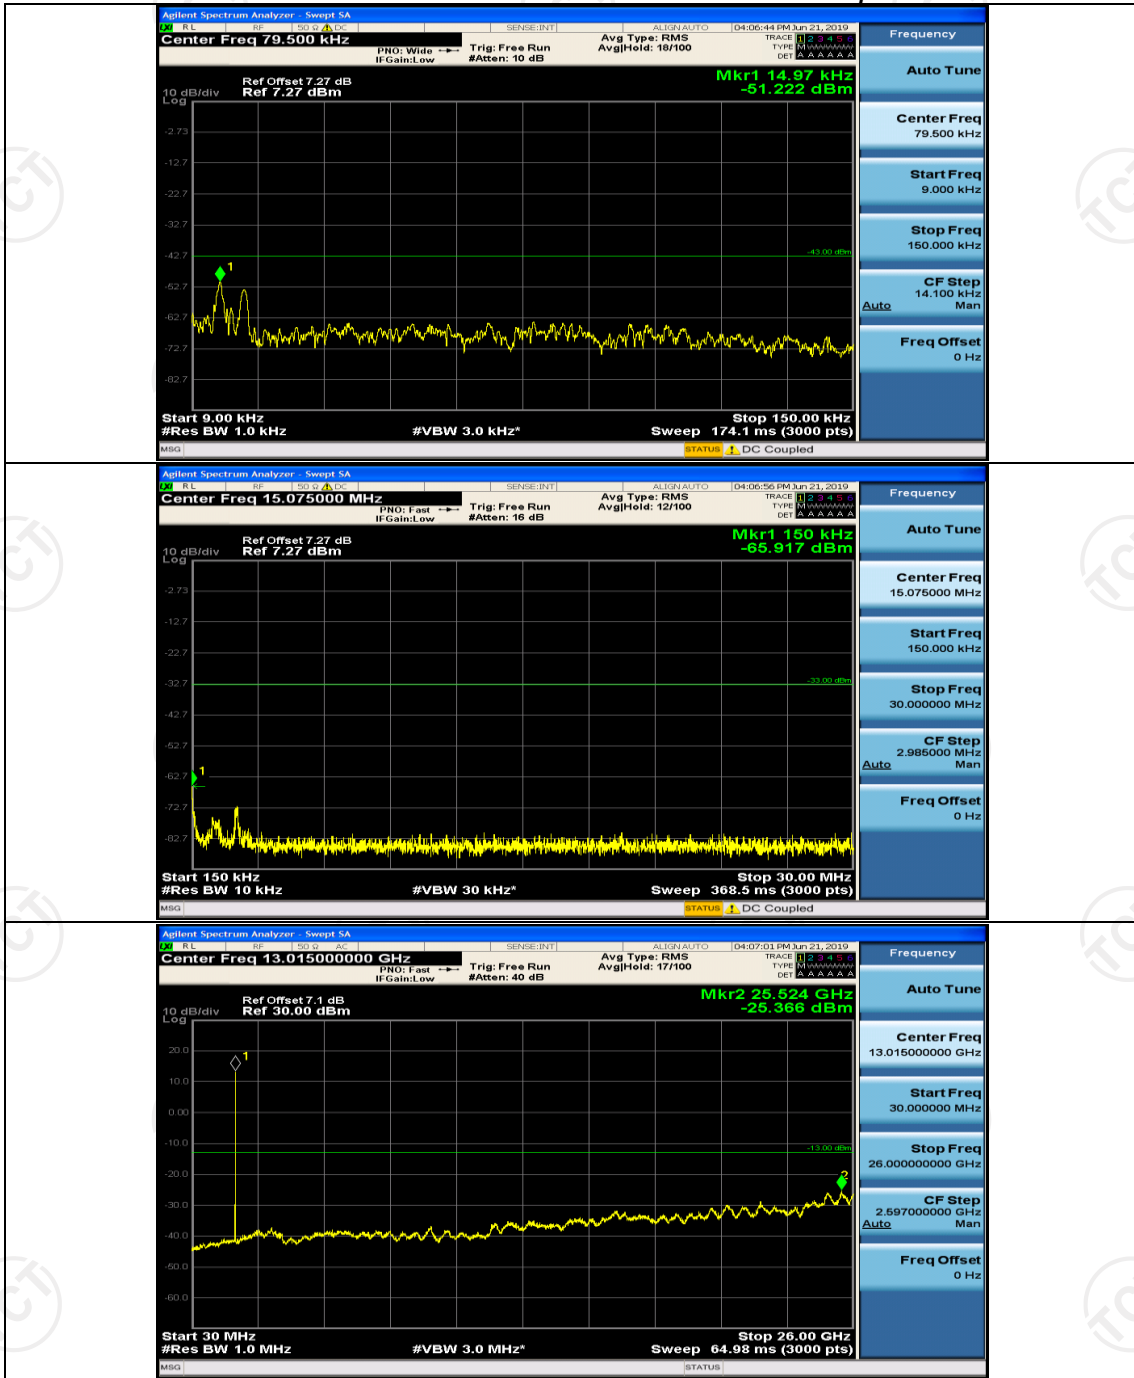 Agilent Spectrum Analyzer - Swept SA
LXI RL RF 50 Ω DC SENSE:INT ALIGN AUTO 04:06:44 PM Jun 21, 2019
Center Freq 79.500 kHz
PNO: Wide
IFGain:Low
Trig: Free Run
#Atten: 10 dB
Avg Type: RMS
Avg|Hold: 18/100
TRACE 1 2 3 4 5 6
TYPE M
DET A A A A A A
Ref Offset 7.27 dB
10 dB/div Ref 7.27 dBm
Log
Mkr1 14.97 kHz
-51.222 dBm
-2.73
-12.7
-22.7
-32.7
-42.7
-52.7
-62.7
-72.7
-82.7
-43.00 dBm
1
Start 9.00 kHz Stop 150.00 kHz
#Res BW 1.0 kHz #VBW 3.0 kHz* Sweep 174.1 ms (3000 pts)
MSG STATUS DC Coupled
Frequency
Auto Tune
Center Freq
79.500 kHz
Start Freq
9.000 kHz
Stop Freq
150.000 kHz
CF Step
14.100 kHz
Auto Man
Freq Offset
0 Hz
Agilent Spectrum Analyzer - Swept SA
LXI RL RF 50 Ω DC SENSE:INT ALIGN AUTO 04:06:56 PM Jun 21, 2019
Center Freq 15.075000 MHz
PNO: Fast
IFGain:Low
Trig: Free Run
#Atten: 16 dB
Avg Type: RMS
Avg|Hold: 12/100
TRACE 1 2 3 4 5 6
TYPE M
DET A A A A A A
Ref Offset 7.27 dB
10 dB/div Ref 7.27 dBm
Log
Mkr1 150 kHz
-65.917 dBm
-2.73
-12.7
-22.7
-32.7
-42.7
-52.7
-62.7
-72.7
-82.7
-33.00 dBm
1
Start 150 kHz Stop 30.00 MHz
#Res BW 10 kHz #VBW 30 kHz* Sweep 368.5 ms (3000 pts)
MSG STATUS DC Coupled
Frequency
Auto Tune
Center Freq
15.075000 MHz
Start Freq
150.000 kHz
Stop Freq
30.000000 MHz
CF Step
2.985000 MHz
Auto Man
Freq Offset
0 Hz
Agilent Spectrum Analyzer - Swept SA
LXI RL RF 50 Ω AC SENSE:INT ALIGN AUTO 04:07:01 PM Jun 21, 2019
Center Freq 13.015000000 GHz
PNO: Fast
IFGain:Low
Trig: Free Run
#Atten: 40 dB
Avg Type: RMS
Avg|Hold: 17/100
TRACE 1 2 3 4 5 6
TYPE M
DET A A A A A A
Ref Offset 7.1 dB
10 dB/div Ref 30.00 dBm
Log
Mkr2 25.524 GHz
-25.366 dBm
20.0
10.0
0.00
-10.0
-20.0
-30.0
-40.0
-50.0
-60.0
-13.00 dBm
1
2
Start 30 MHz Stop 26.00 GHz
#Res BW 1.0 MHz #VBW 3.0 MHz* Sweep 64.98 ms (3000 pts)
MSG STATUS
Frequency
Auto Tune
Center Freq
13.015000000 GHz
Start Freq
30.000000 MHz
Stop Freq
26.000000000 GHz
CF Step
2.597000000 GHz
Auto Man
Freq Offset
0 Hz
TCT